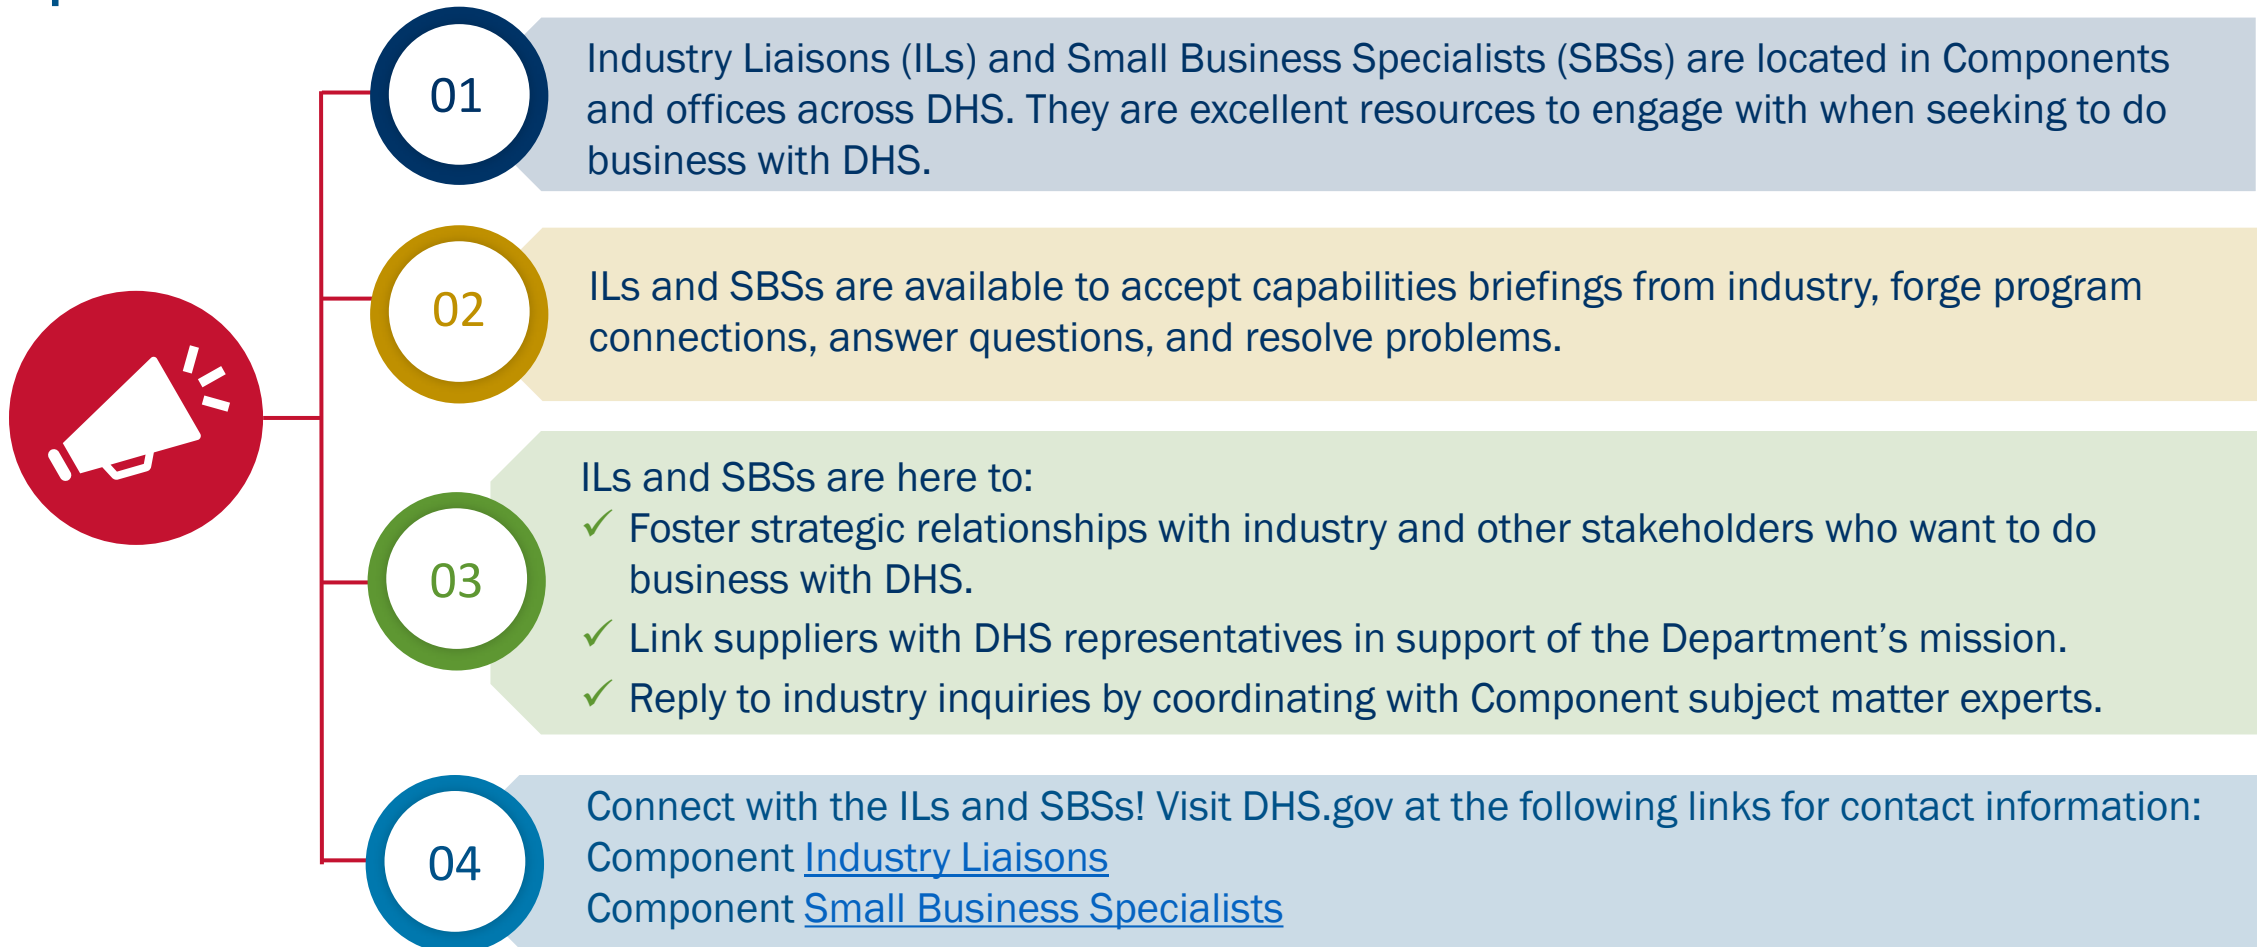 01
Industry Liaisons (ILs) and Small Business Specialists (SBSs) are located in Components
and offices across DHS. They are excellent resources to engage with when seeking to do
business with DHS.
02
ILs and SBSs are available to accept capabilities briefings from industry, forge program
connections, answer questions, and resolve problems.
03
ILs and SBSs are here to:
✓ Foster strategic relationships with industry and other stakeholders who want to do
business with DHS.
✓ Link suppliers with DHS representatives in support of the Department’s mission.
✓ Reply to industry inquiries by coordinating with Component subject matter experts.
04
Connect with the ILs and SBSs! Visit DHS.gov at the following links for contact information:
Component Industry Liaisons
Component Small Business Specialists